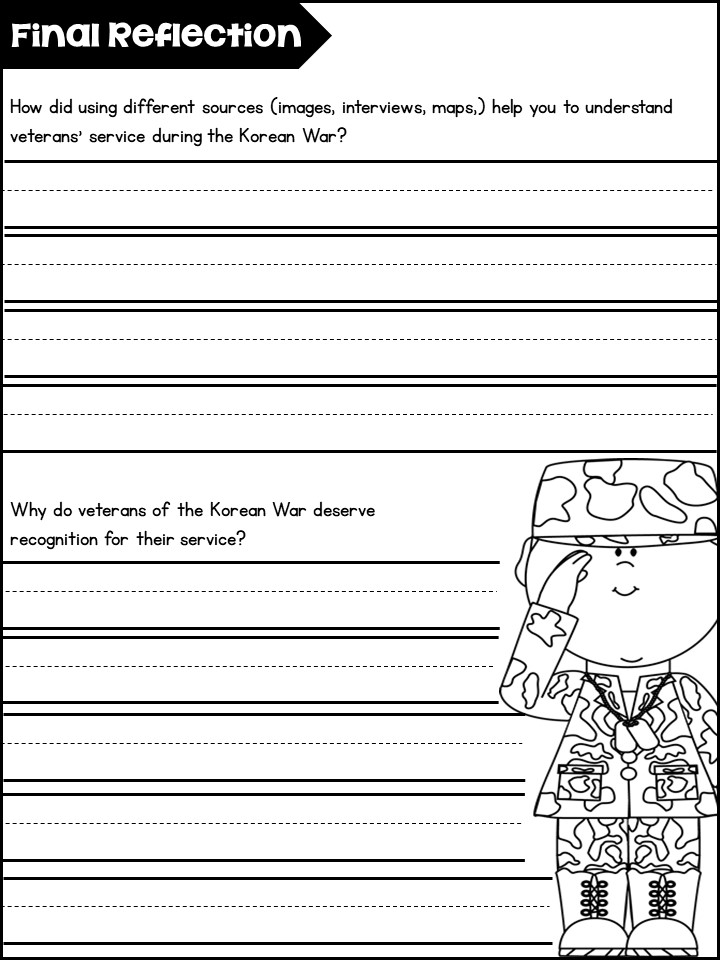 Final Reflection
How did using different sources (images, interviews, maps,) help you to understand
veterans' service during the Korean War?
Why do veterans of the Korean War deserve
recognition for their service?